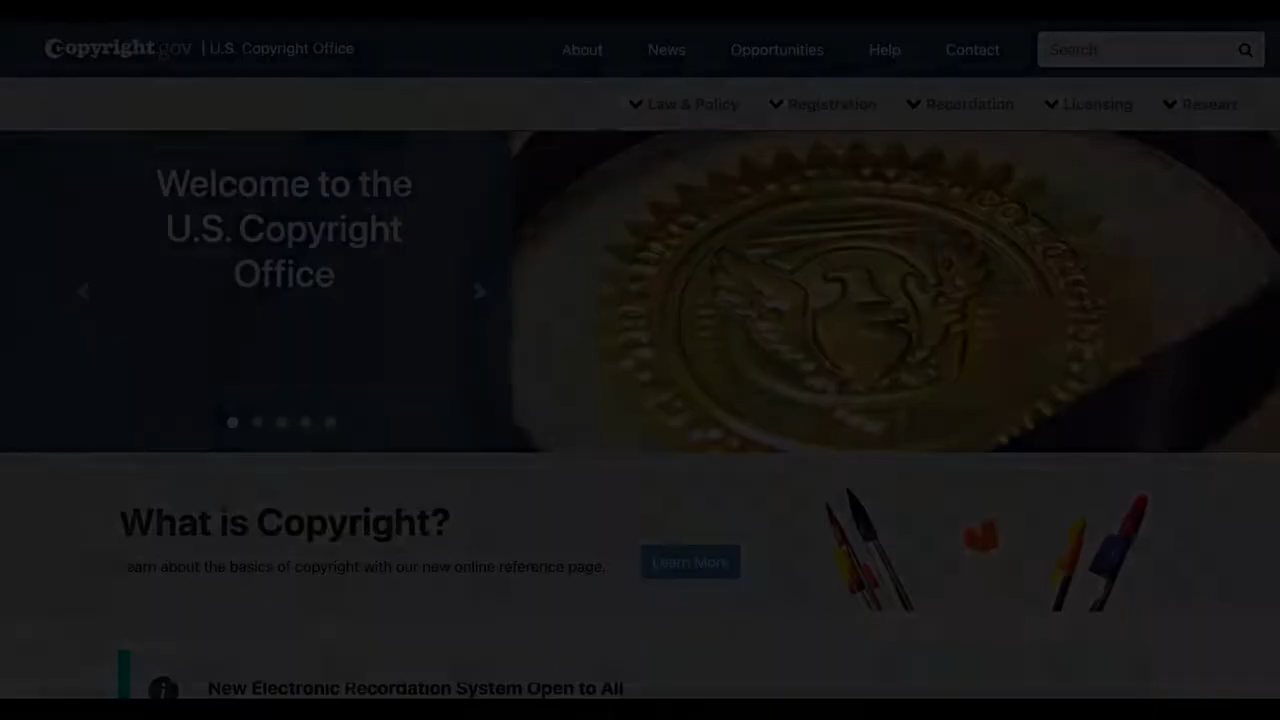 Copyright.gov | U.S. Copyright Office
About News Opportunities Help Contact Search
Law & Policy Registration Recordation Licensing Researc
Welcome to the
U.S. Copyright
Office
What is Copyright?
earn about the basics of copyright with our new online reference page.
Learn More
New Electronic Recordation System Open to All